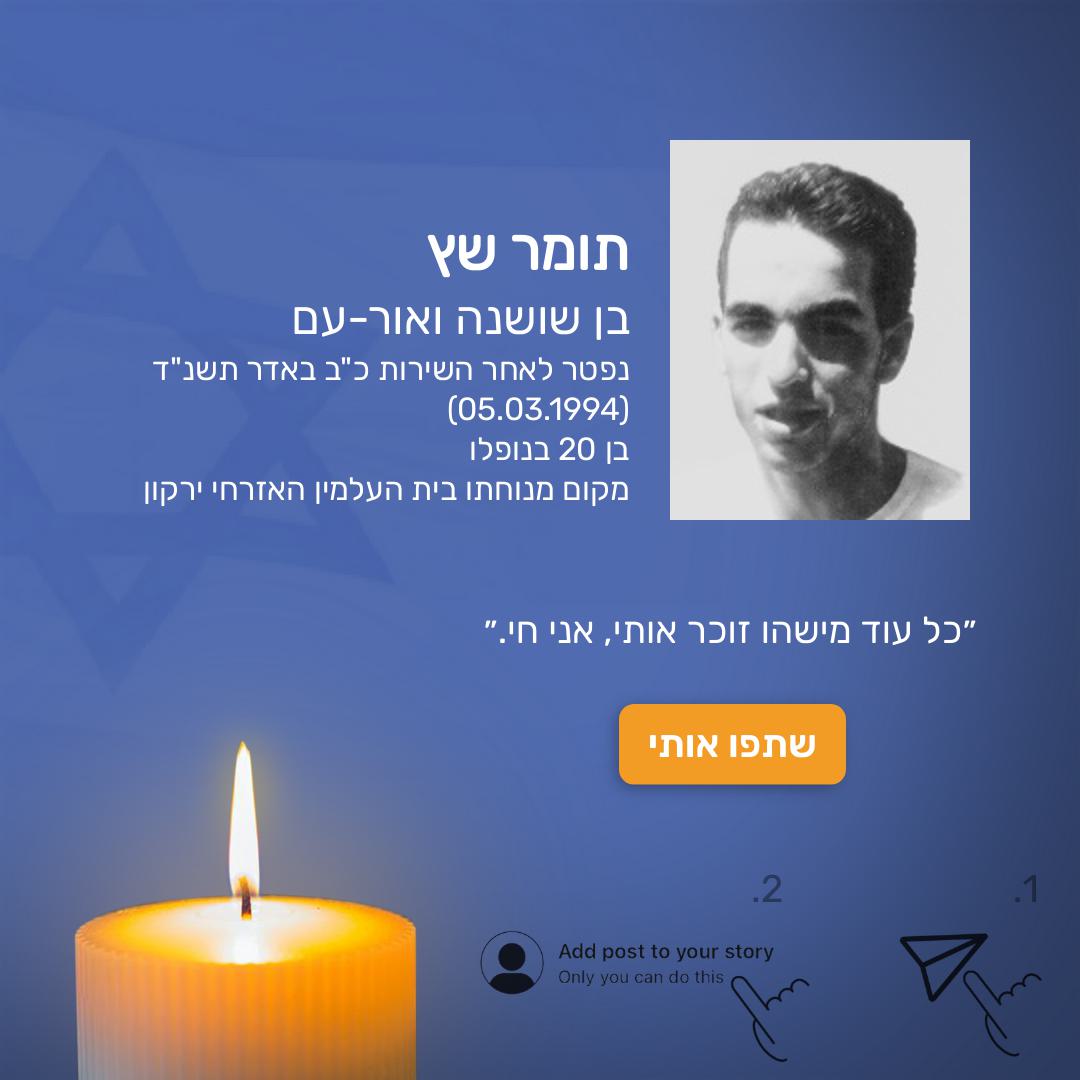 תומר שץ
בן שושנה ואור-עם
נפטר לאחר השירות כ"ב באדר תשנ"ד
(05.03.1994)
בן 20 בנופלו
מקום מנוחתו בית העלמין האזרחי ירקון
״כל עוד מישהו זוכר אותי, אני חי.״
שתפו אותי
1.
2.
Add post to your story
Only you can do this